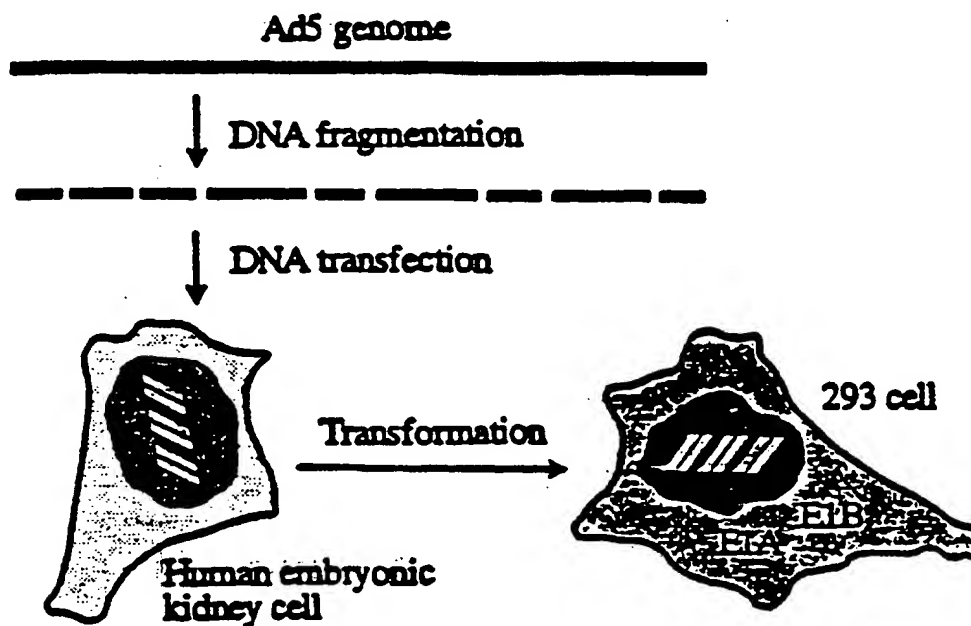 Ad5 genome
DNA fragmentation
DNA transfection
293 cell
Transformation
E1B
E1A
Human embryonic
kidney cell